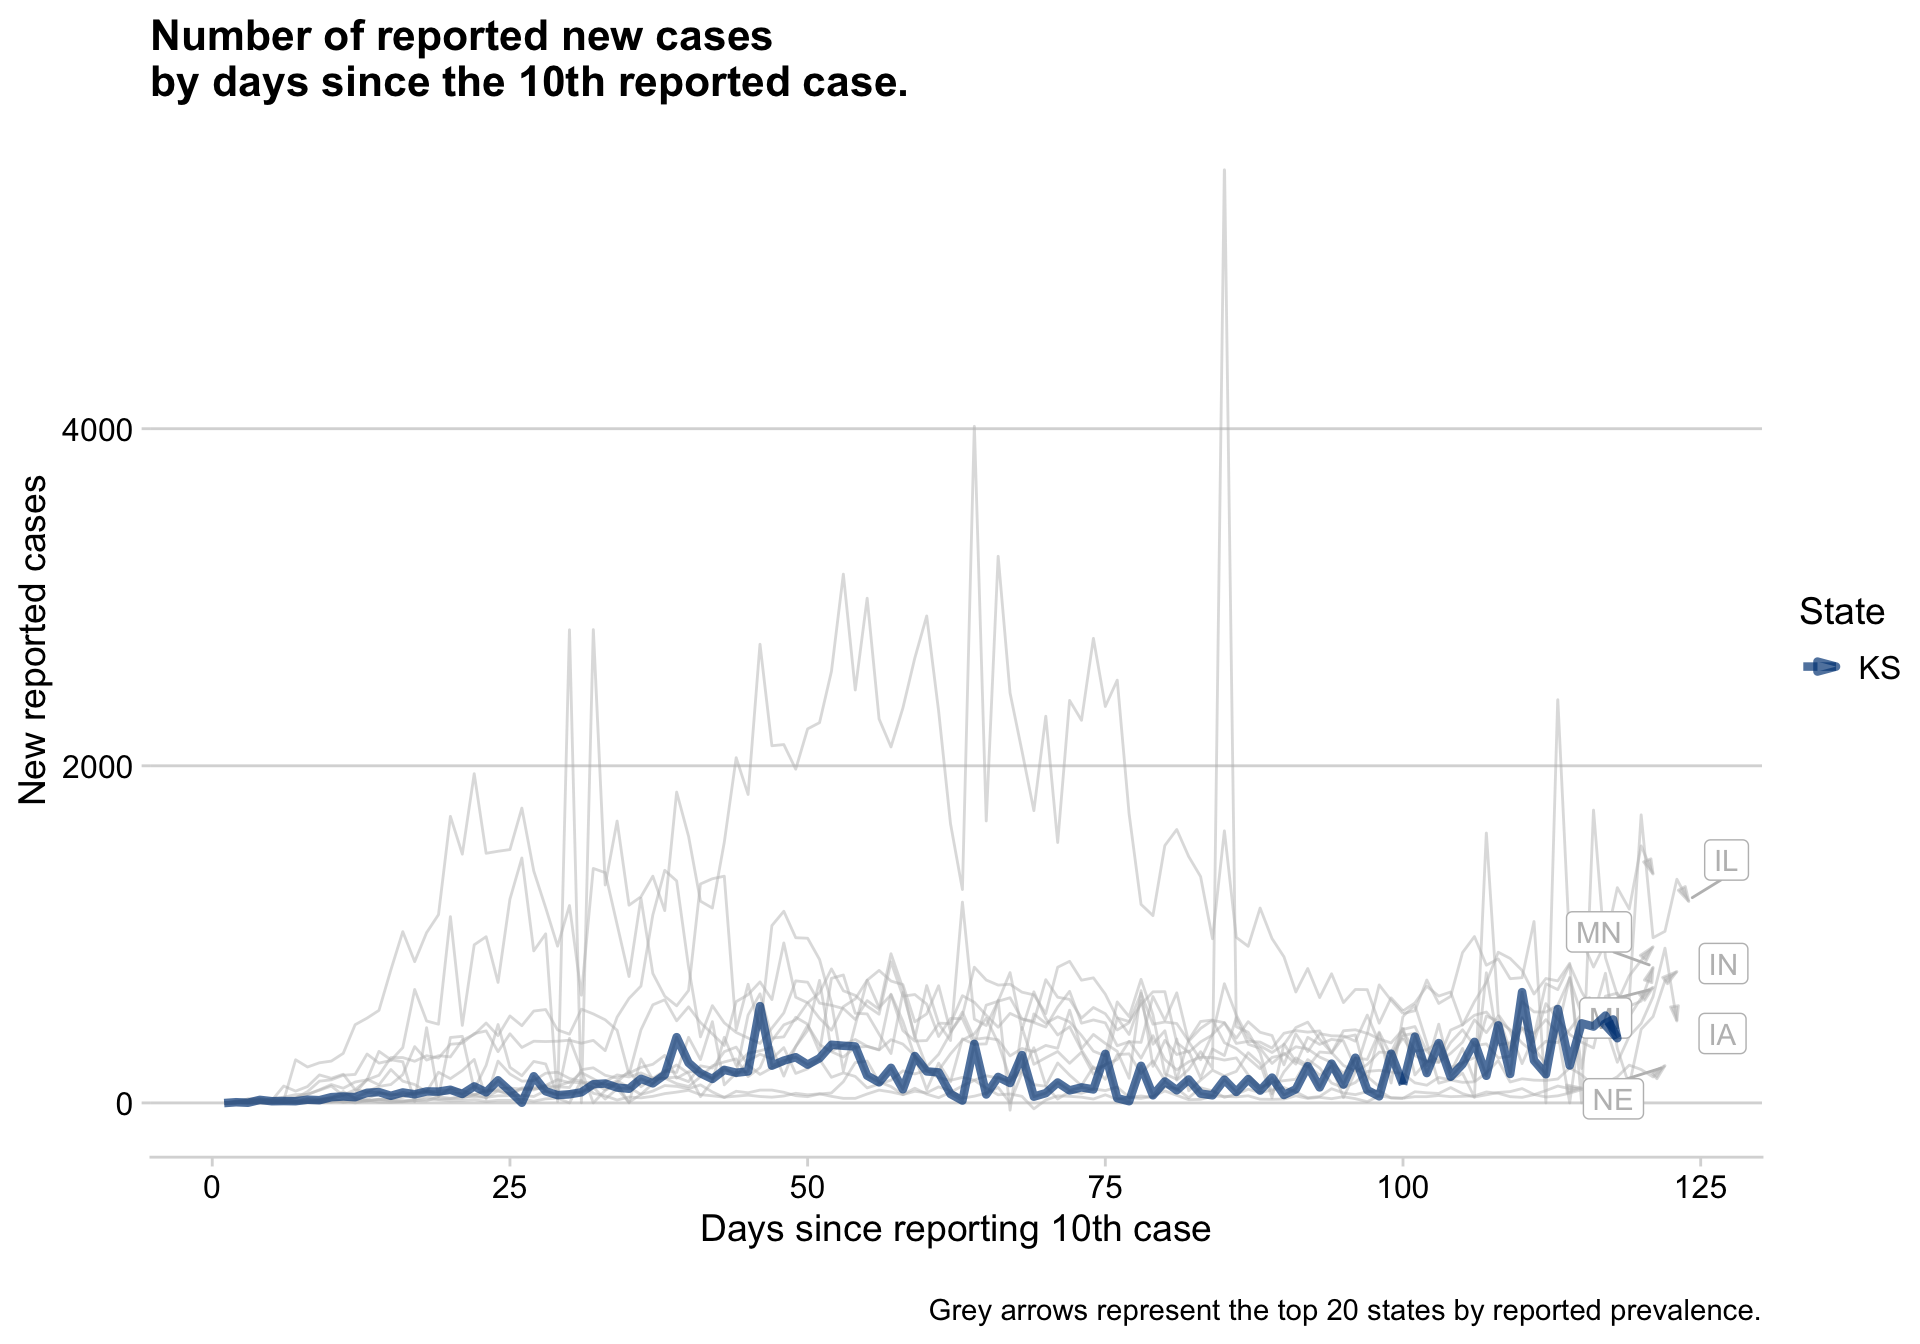 Number of reported new cases
by days since the 10th reported case.
New reported cases
4000
2000
0
0
25
50
75
100
125
Days since reporting 10th case
IL
MN
IN
MI
IA
NE
State
KS
Grey arrows represent the top 20 states by reported prevalence.